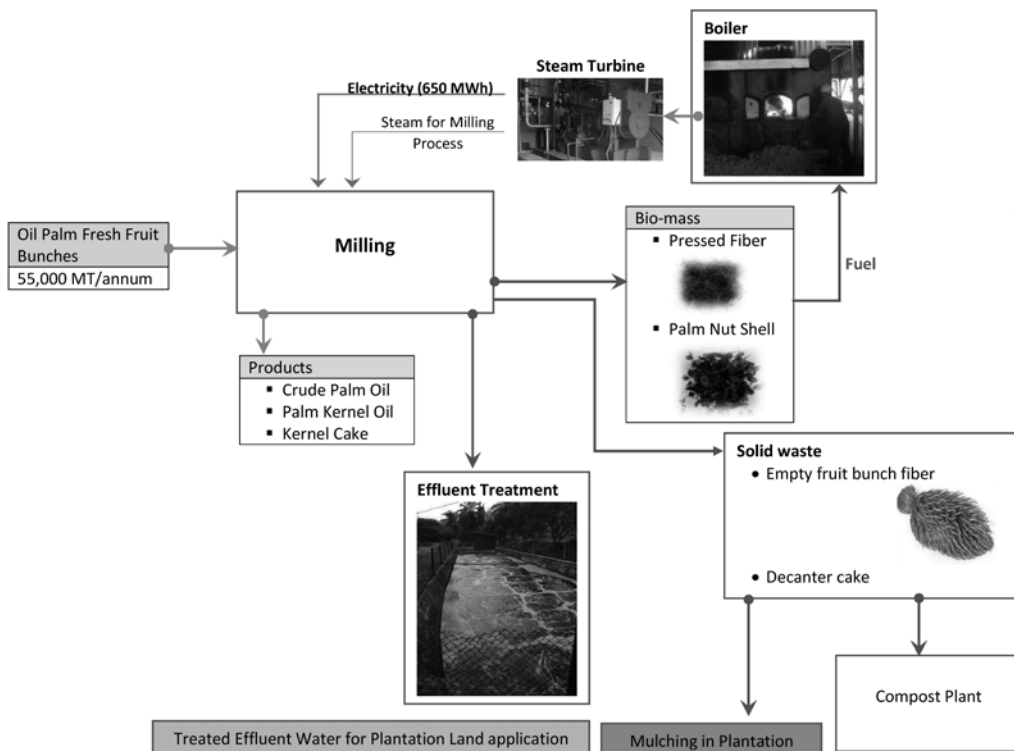 Boiler
Steam Turbine
Electricity (650 MWh)
Steam for Milling
Process
Oil Palm Fresh Fruit
Bunches
55,000 MT/annum
Milling
Bio-mass
▪ Pressed Fiber
▪ Palm Nut Shell
Fuel
Products
▪ Crude Palm Oil
▪ Palm Kernel Oil
▪ Kernel Cake
Solid waste
• Empty fruit bunch fiber
• Decanter cake
Effluent Treatment
Compost Plant
Treated Effluent Water for Plantation Land application
Mulching in Plantation